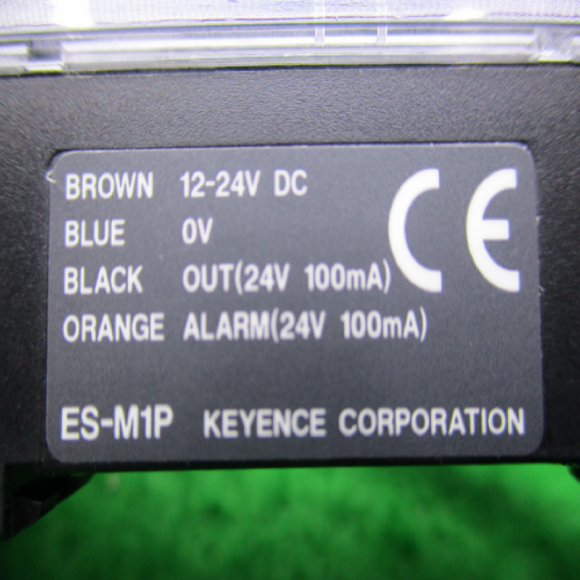 BROWN 12-24V DC
BLUE 0V
BLACK OUT(24V 100mA)
ORANGE ALARM(24V 100mA)
CE
ES-M1P KEYENCE CORPORATION